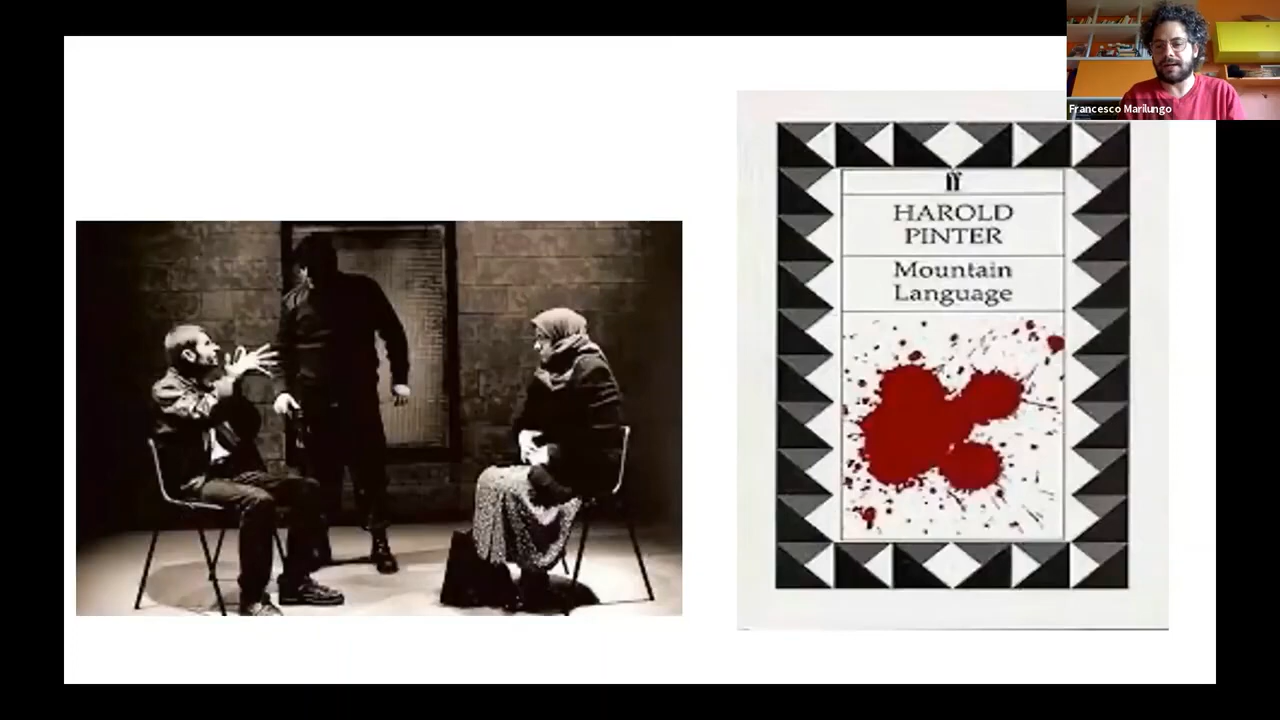 Francesco Marilungo
ff
HAROLD
PINTER
Mountain
Language